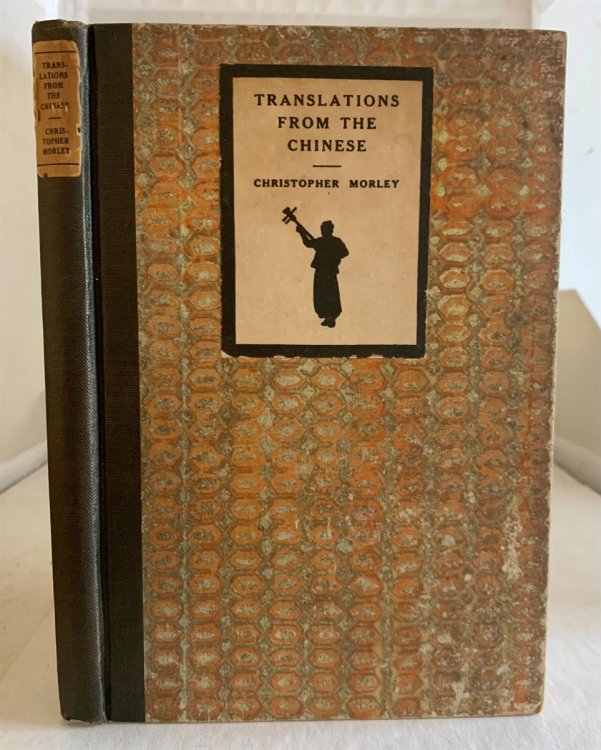 TRANS-
LATIONS
FROM
THE
CHINESE
CHRIS-
TOPHER
MORLEY
TRANSLATIONS
FROM THE
CHINESE
CHRISTOPHER MORLEY